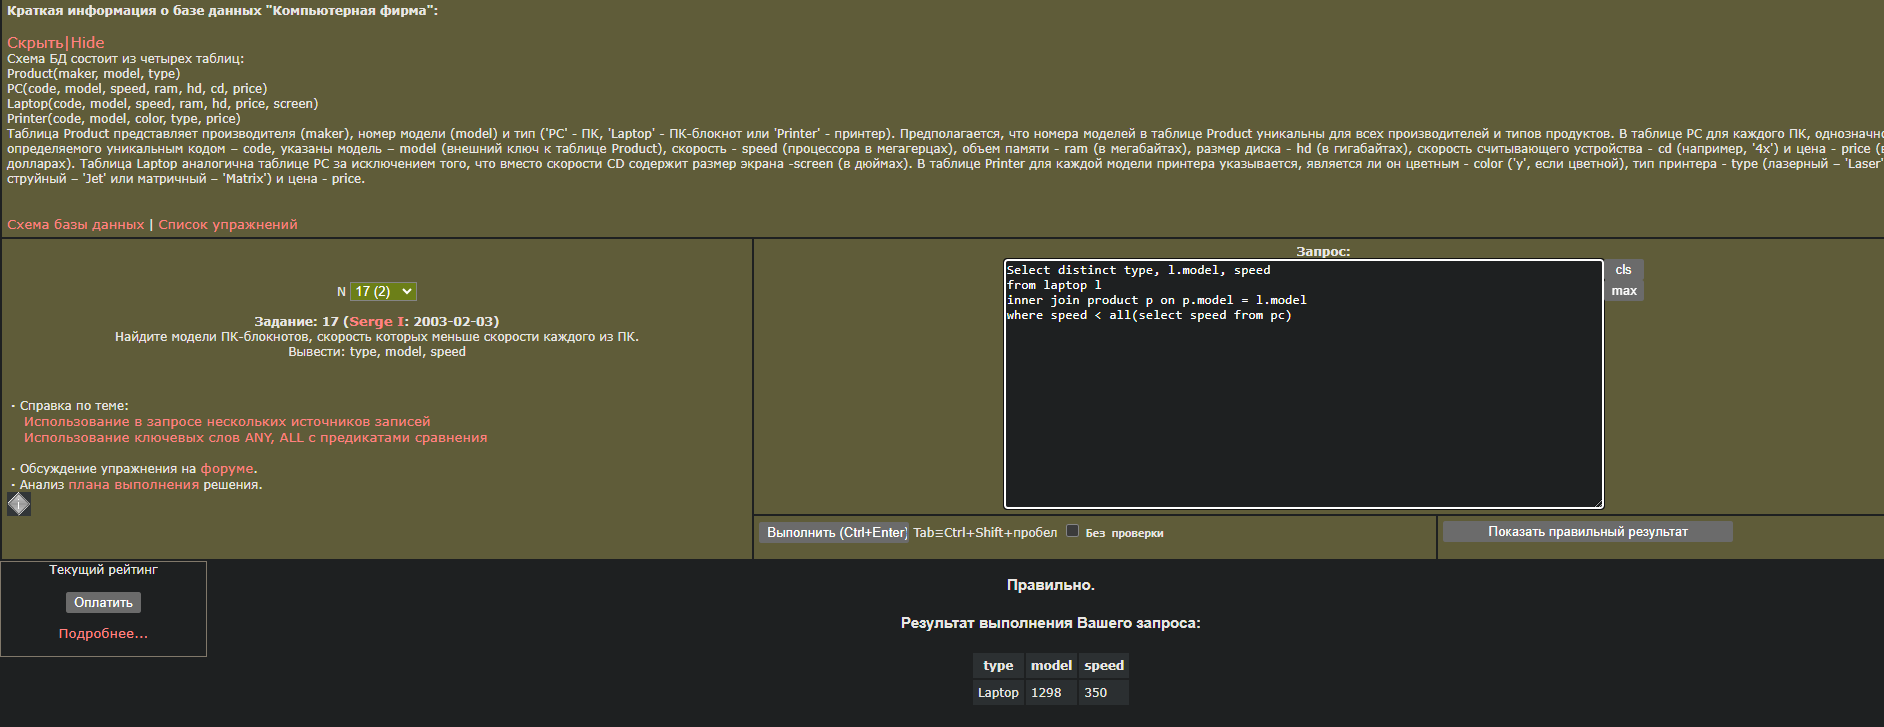 Краткая информация о базе данных "Компьютерная фирма":
Скрыть|Hide
Схема БД состоит из четырех таблиц:
Product(maker, model, type)
PC(code, model, speed, ram, hd, cd, price)
Laptop(code, model, speed, ram, hd, price, screen)
Printer(code, model, color, type, price)
Таблица Product представляет производителя (maker), номер модели (model) и тип ('PC' - ПК, 'Laptop' - ПК-блокнот или 'Printer' - принтер). Предполагается, что номера моделей в таблице Product уникальны для всех производителей и типов продуктов. В таблице PC для каждого ПК, однозначно
определяемого уникальным кодом – code, указаны модель – model (внешний ключ к таблице Product), скорость - speed (процессора в мегагерцах), объем памяти - ram (в мегабайтах), размер диска - hd (в гигабайтах), скорость считывающего устройства - cd (например, '4x') и цена - price (в
долларах). Таблица Laptop аналогична таблице РС за исключением того, что вместо скорости CD содержит размер экрана -screen (в дюймах). В таблице Printer для каждой модели принтера указывается, является ли он цветным - color ('y', если цветной), тип принтера - type (лазерный – 'Laser'
струйный – 'Jet' или матричный – 'Matrix') и цена - price.
Схема базы данных | Список упражнений
N 17 (2)
Задание: 17 (Serge I: 2003-02-03)
Найдите модели ПК-блокнотов, скорость которых меньше скорости каждого из ПК.
Вывести: type, model, speed
· Справка по теме:
Использование в запросе нескольких источников записей
Использование ключевых слов ANY, ALL с предикатами сравнения
· Обсуждение упражнения на форуме.
· Анализ плана выполнения решения.
Запрос:
Select distinct type, l.model, speed
from laptop l
inner join product p on p.model = l.model
where speed < all(select speed from pc)
cls
max
Выполнить (Ctrl+Enter) Tab≡Ctrl+Shift+пробел Без проверки
Показать правильный результат
Текущий рейтинг
Оплатить
Подробнее...
Правильно.
Результат выполнения Вашего запроса:
type model speed
Laptop 1298 350